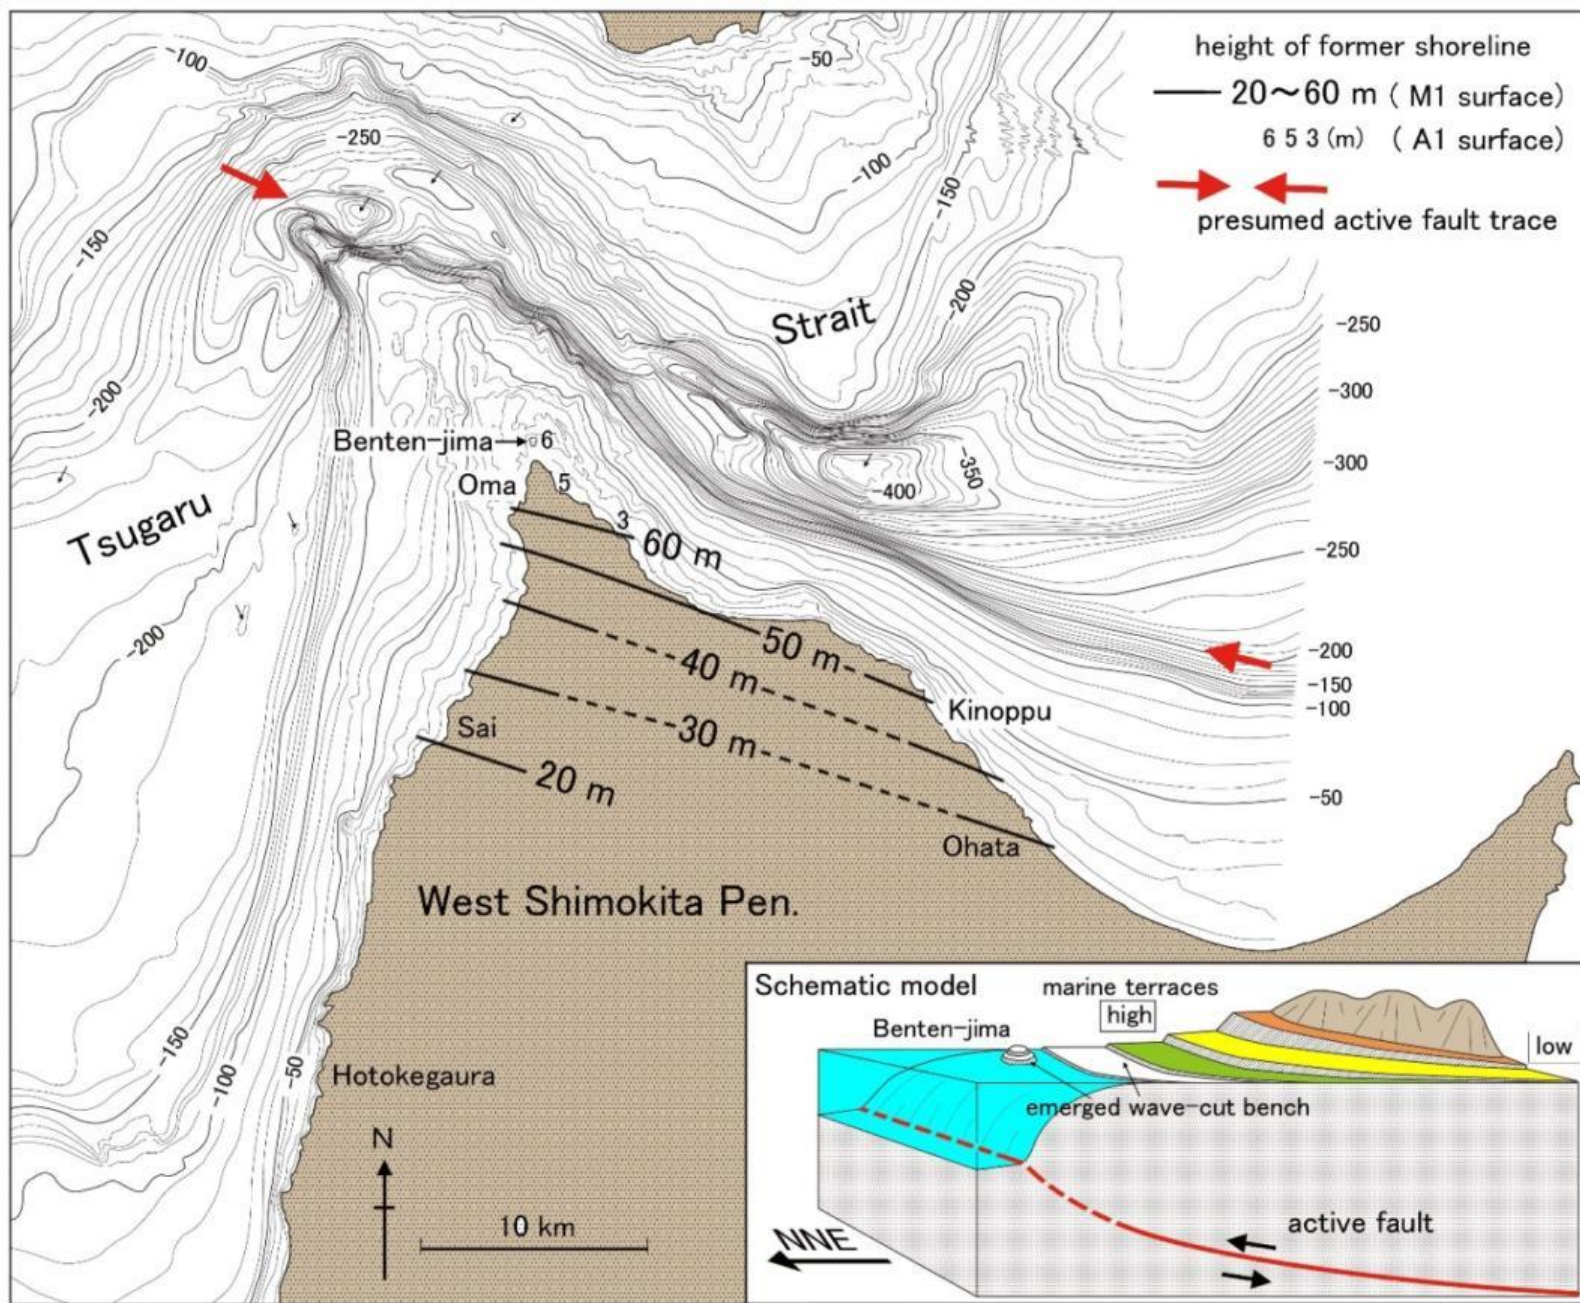 height of former shoreline
20～60 m ( M1 surface)
6 5 3 (m) ( A1 surface)
presumed active fault trace
-100
-50
-250
-100
-150
-150
-200
Strait
-250
-300
-200
Benten-jima
6
-300
-350
-400
Oma
5
Tsugaru
3
60 m
-250
-200
50 m
-200
40 m
-150
-100
Kinoppu
Sai
30 m
20 m
-50
Ohata
West Shimokita Pen.
-150
-100
-50
Hotokegaura
N
10 km
Schematic model
marine terraces
high
Benten-jima
low
emerged wave-cut bench
active fault
NNE